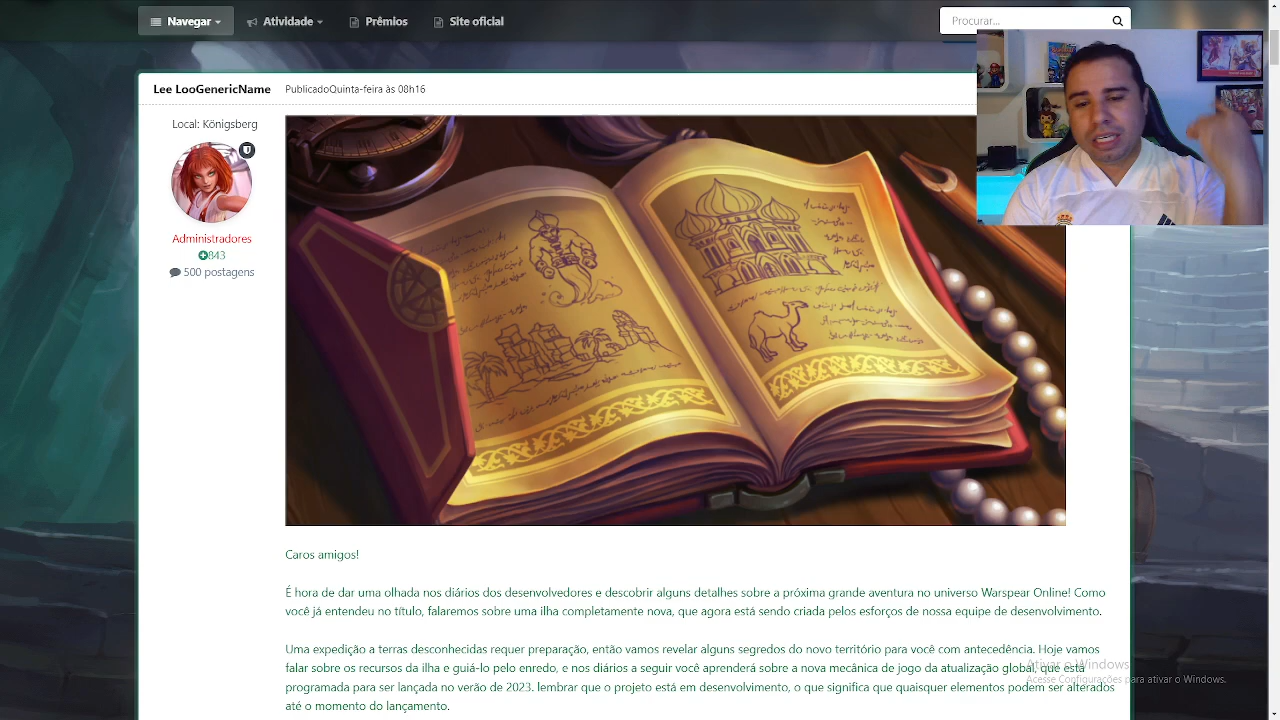 Navegar
Atividade
Prêmios
Site oficial
Procurar...
Lee LooGenericName
PublicadoQuinta-feira às 08h16
Local: Königsberg
Administradores
843
500 postagens
Caros amigos!
É hora de dar uma olhada nos diários dos desenvolvedores e descobrir alguns detalhes sobre a próxima grande aventura no universo Warspear Online! Como
você já entendeu no título, falaremos sobre uma ilha completamente nova, que agora está sendo criada pelos esforços de nossa equipe de desenvolvimento.
Uma expedição a terras desconhecidas requer preparação, então vamos revelar alguns segredos do novo território para você com antecedência. Hoje vamos
falar sobre os recursos da ilha e guiá-lo pelo enredo, e nos diários a seguir você aprenderá sobre a nova mecânica de jogo da atualização global, que está
programada para ser lançada no verão de 2023. lembrar que o projeto está em desenvolvimento, o que significa que quaisquer elementos podem ser alterados
até o momento do lançamento.
Ativar o Windows
Acesse Configurações para ativar o Windows.